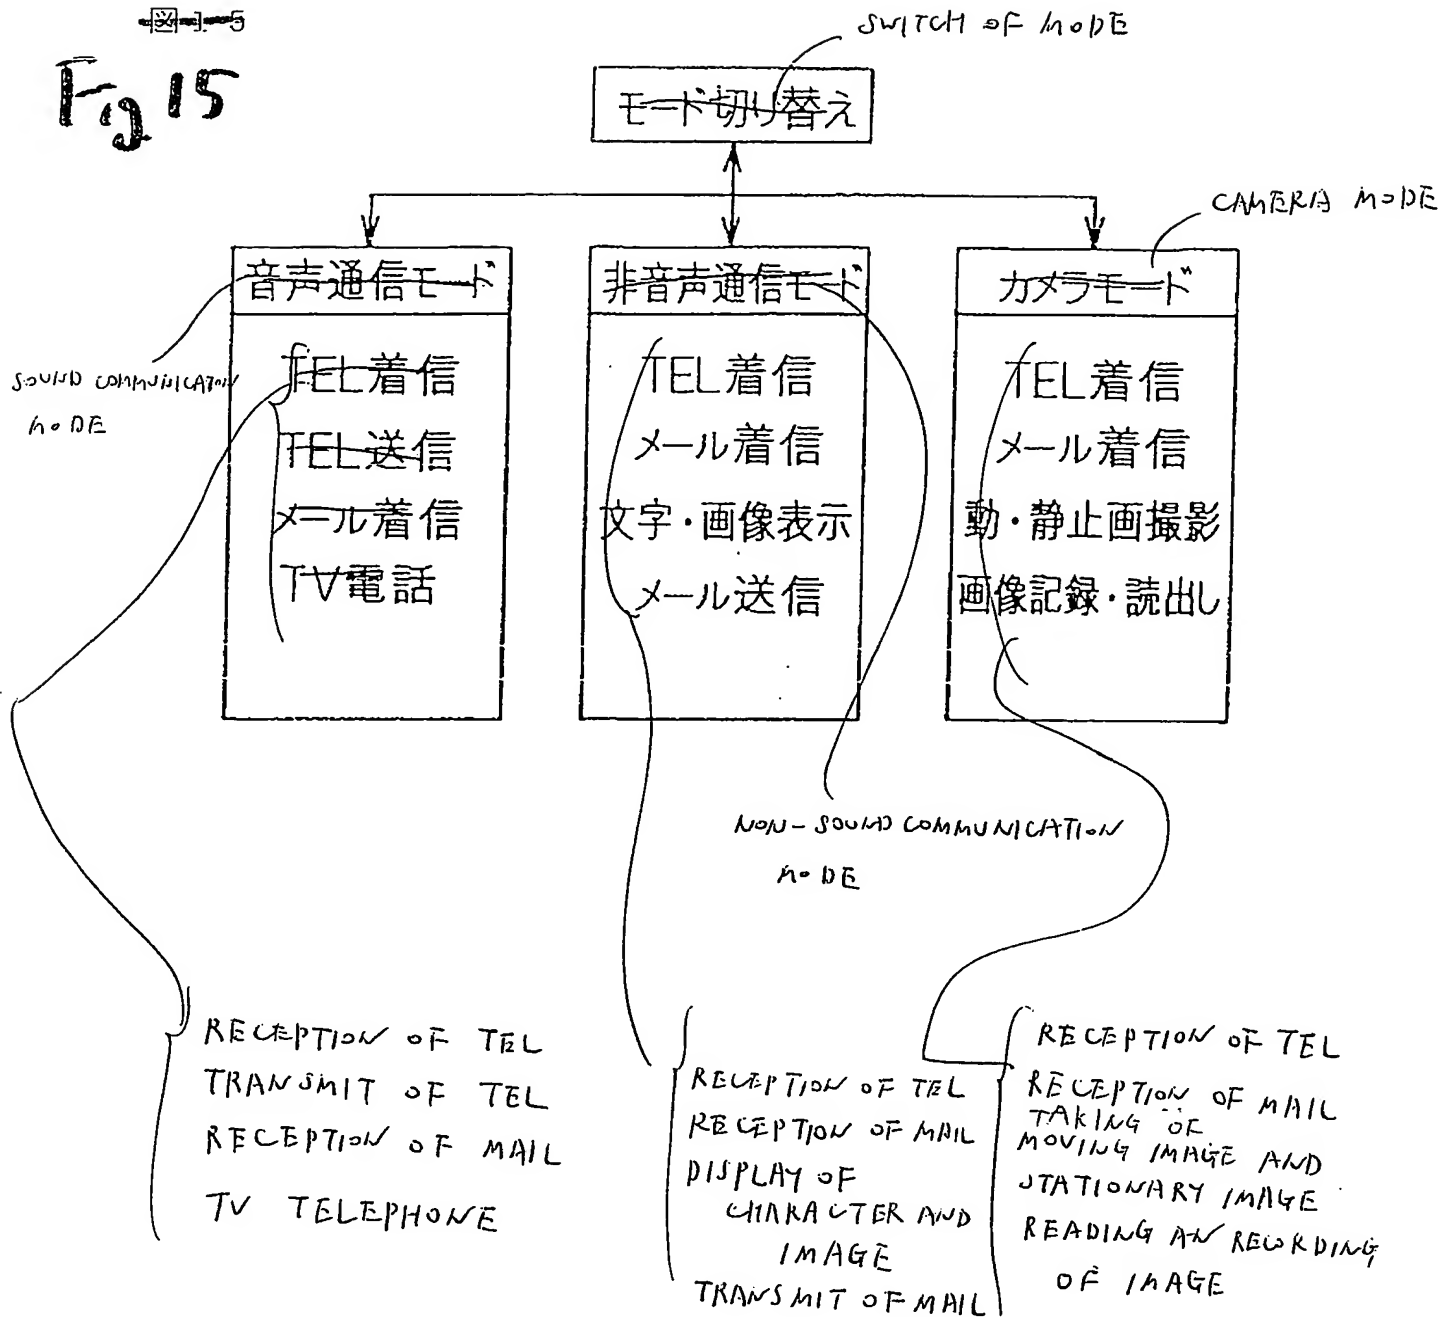 図15
Fig 15
SWITCH OF MODE
モード切り替え
CAMERA MODE
音声通信モード
非音声通信モード
カメラモード
SOUND COMMUNICATION
MODE
TEL着信
TEL送信
メール着信
TV電話
TEL着信
メール着信
文字・画像表示
メール送信
TEL着信
メール着信
動・静止画撮影
画像記録・読出し
NON-SOUND COMMUNICATION
MODE
RECEPTION OF TEL
TRANSMIT OF TEL
RECEPTION OF MAIL
TV TELEPHONE
RECEPTION OF TEL
RECEPTION OF MAIL
DISPLAY OF
CHARACTER AND
IMAGE
TRANSMIT OF MAIL
RECEPTION OF TEL
RECEPTION OF MAIL
TAKING OF
MOVING IMAGE AND
STATIONARY IMAGE
READING AN RECORDING
OF IMAGE